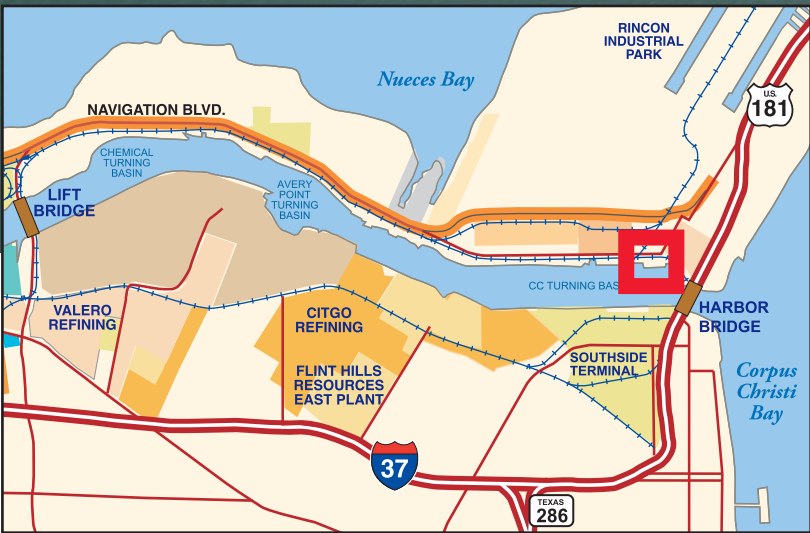 RINCON
INDUSTRIAL
PARK
Nueces Bay
U.S.
181
NAVIGATION BLVD.
CHEMICAL
TURNING
BASIN
AVERY
POINT
TURNING
BASIN
LIFT
BRIDGE
CC TURNING BAS
VALERO
REFINING
CITGO
REFINING
HARBOR
BRIDGE
FLINT HILLS
RESOURCES
EAST PLANT
SOUTHSIDE
TERMINAL
Corpus
Christi
Bay
37
TEXAS
286